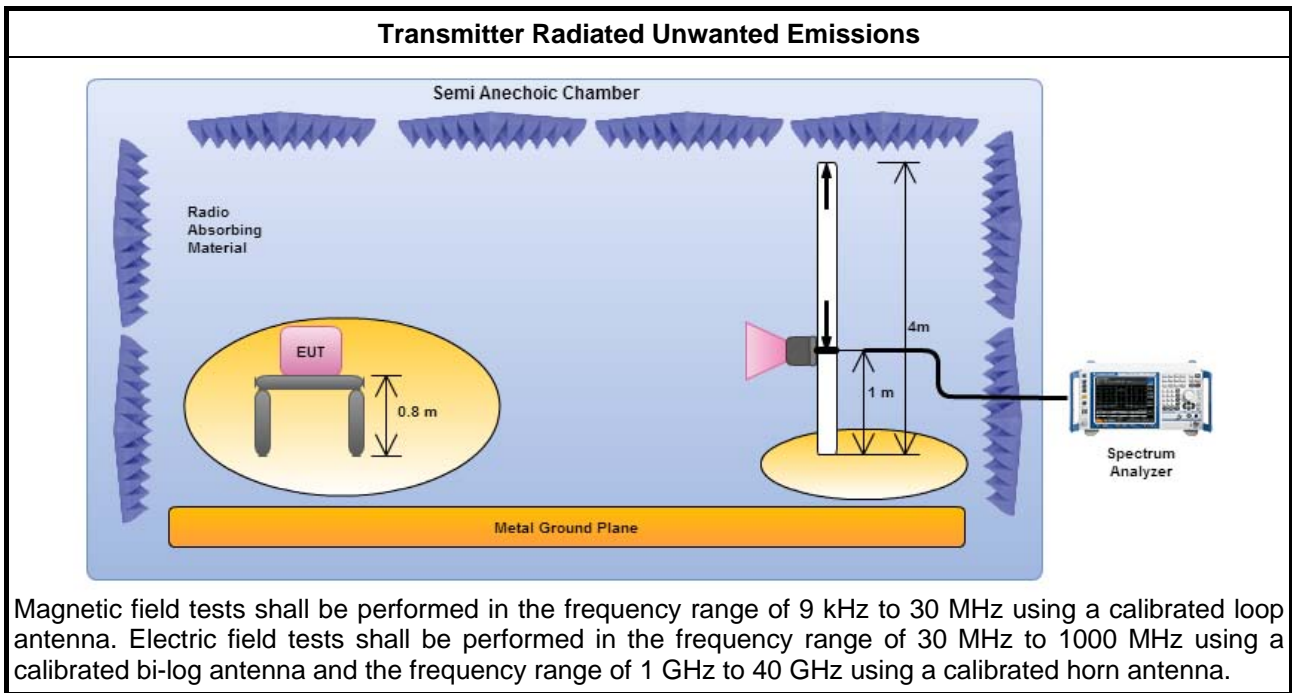 Transmitter Radiated Unwanted Emissions
Semi Anechoic Chamber
Radio
Absorbing
Material
EUT
0.8 m
4m
1 m
Spectrum
Analyzer
Metal Ground Plane
Magnetic field tests shall be performed in the frequency range of 9 kHz to 30 MHz using a calibrated loop
antenna. Electric field tests shall be performed in the frequency range of 30 MHz to 1000 MHz using a
calibrated bi-log antenna and the frequency range of 1 GHz to 40 GHz using a calibrated horn antenna.